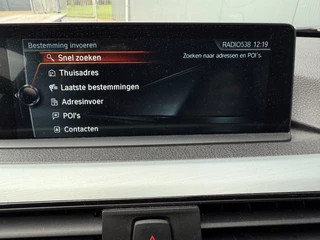 Bestemming invoeren
RADIO538 12:19
Snel zoeken
Zoeken naar adressen en POI's.
Thuisadres
Laatste bestemmingen
Adresinvoer
POI's
Contacten